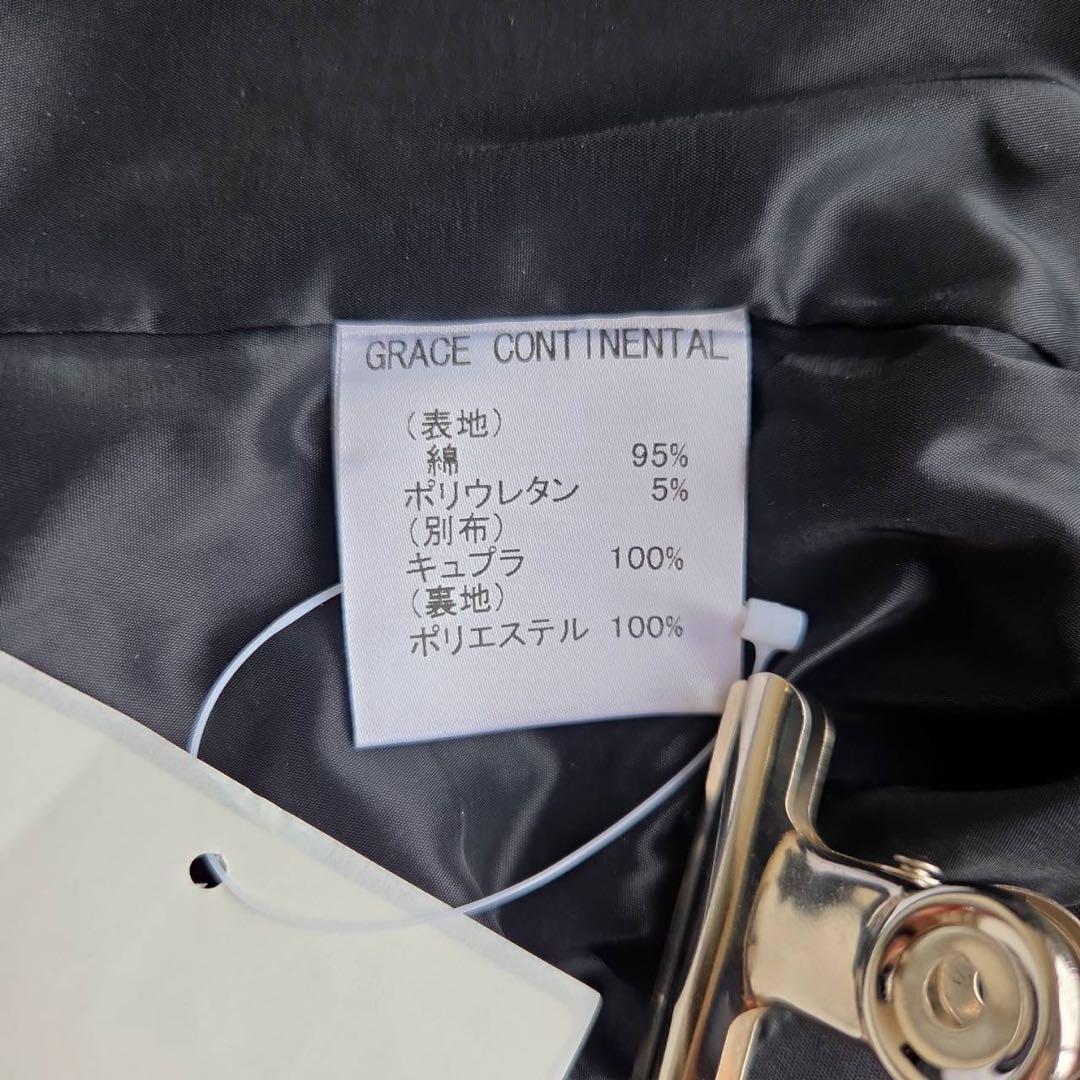 GRACE CONTINENTAL
(表地)
綿 95%
ポリウレタン 5%
(別布)
キュプラ 100%
(裏地)
ポリエステル 100%